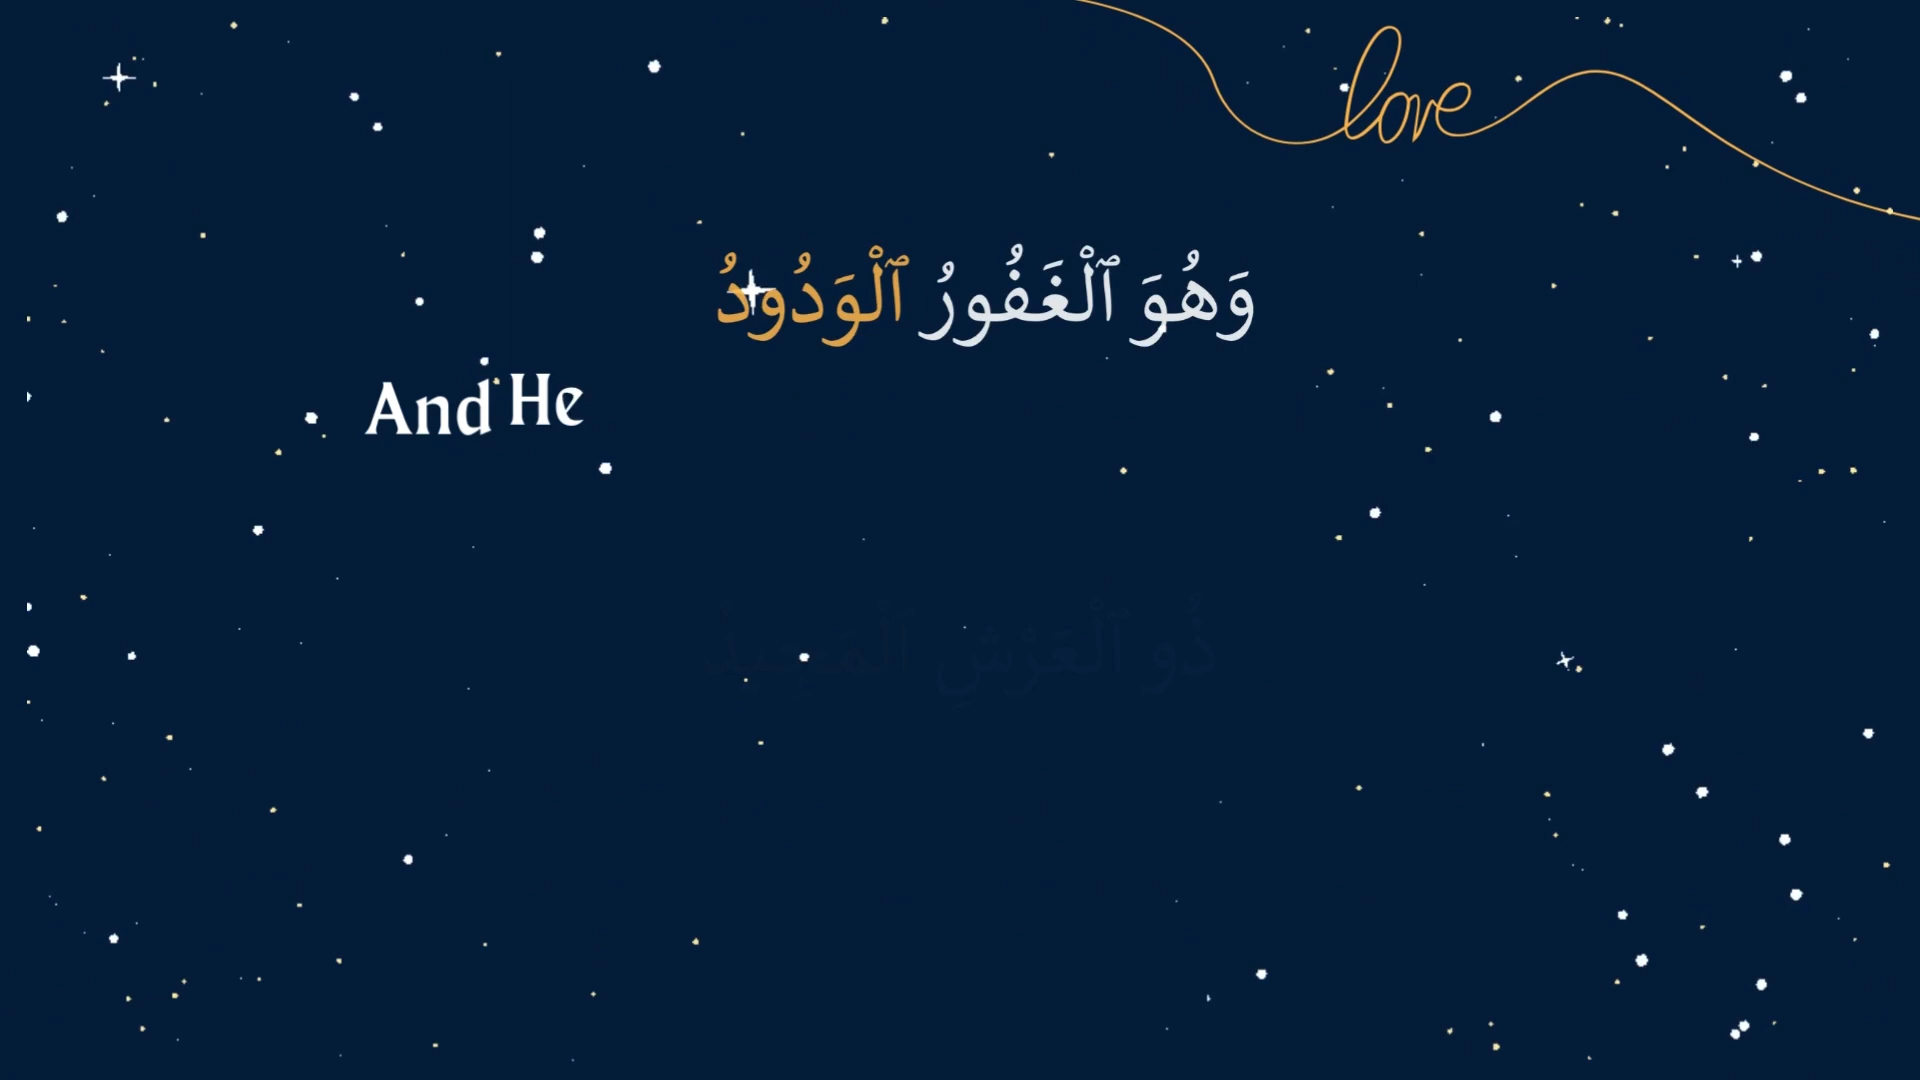 love
وَهُوَ ٱلْغَفُورُ ٱلْوَدُودُ
And He
ذُو ٱلْعَرْشِ ٱلْمَجِيدُ